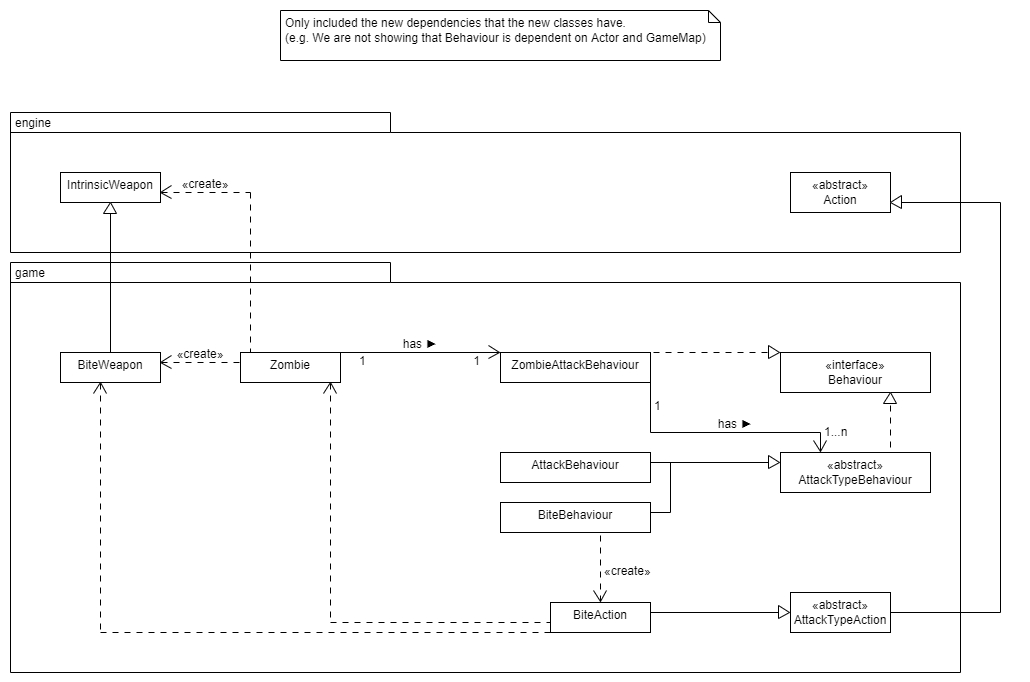 Only included the new dependencies that the new classes have.
(e.g. We are not showing that Behaviour is dependent on Actor and GameMap)
engine
IntrinsicWeapon
«create»
«abstract»
Action
game
BiteWeapon
«create»
Zombie
has ►
1
1
ZombieAttackBehaviour
«interface»
Behaviour
1
has ►
1...n
AttackBehaviour
«abstract»
AttackTypeBehaviour
BiteBehaviour
«create»
BiteAction
«abstract»
AttackTypeAction